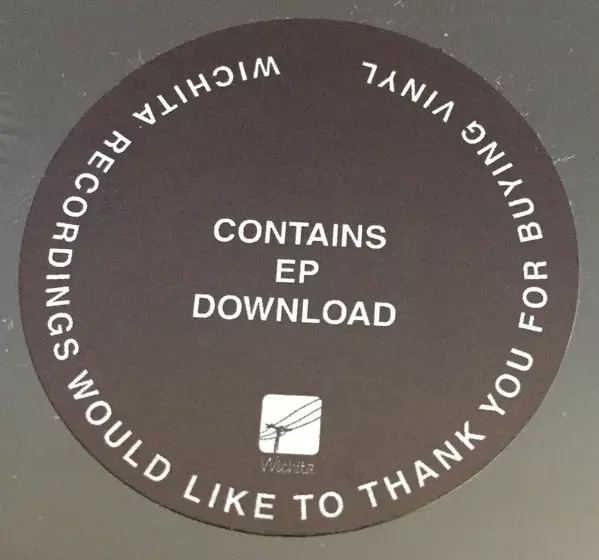 WICHITA RECORDINGS WOULD LIKE TO THANK YOU FOR BUYING VINYL
CONTAINS
EP
DOWNLOAD
Wichita